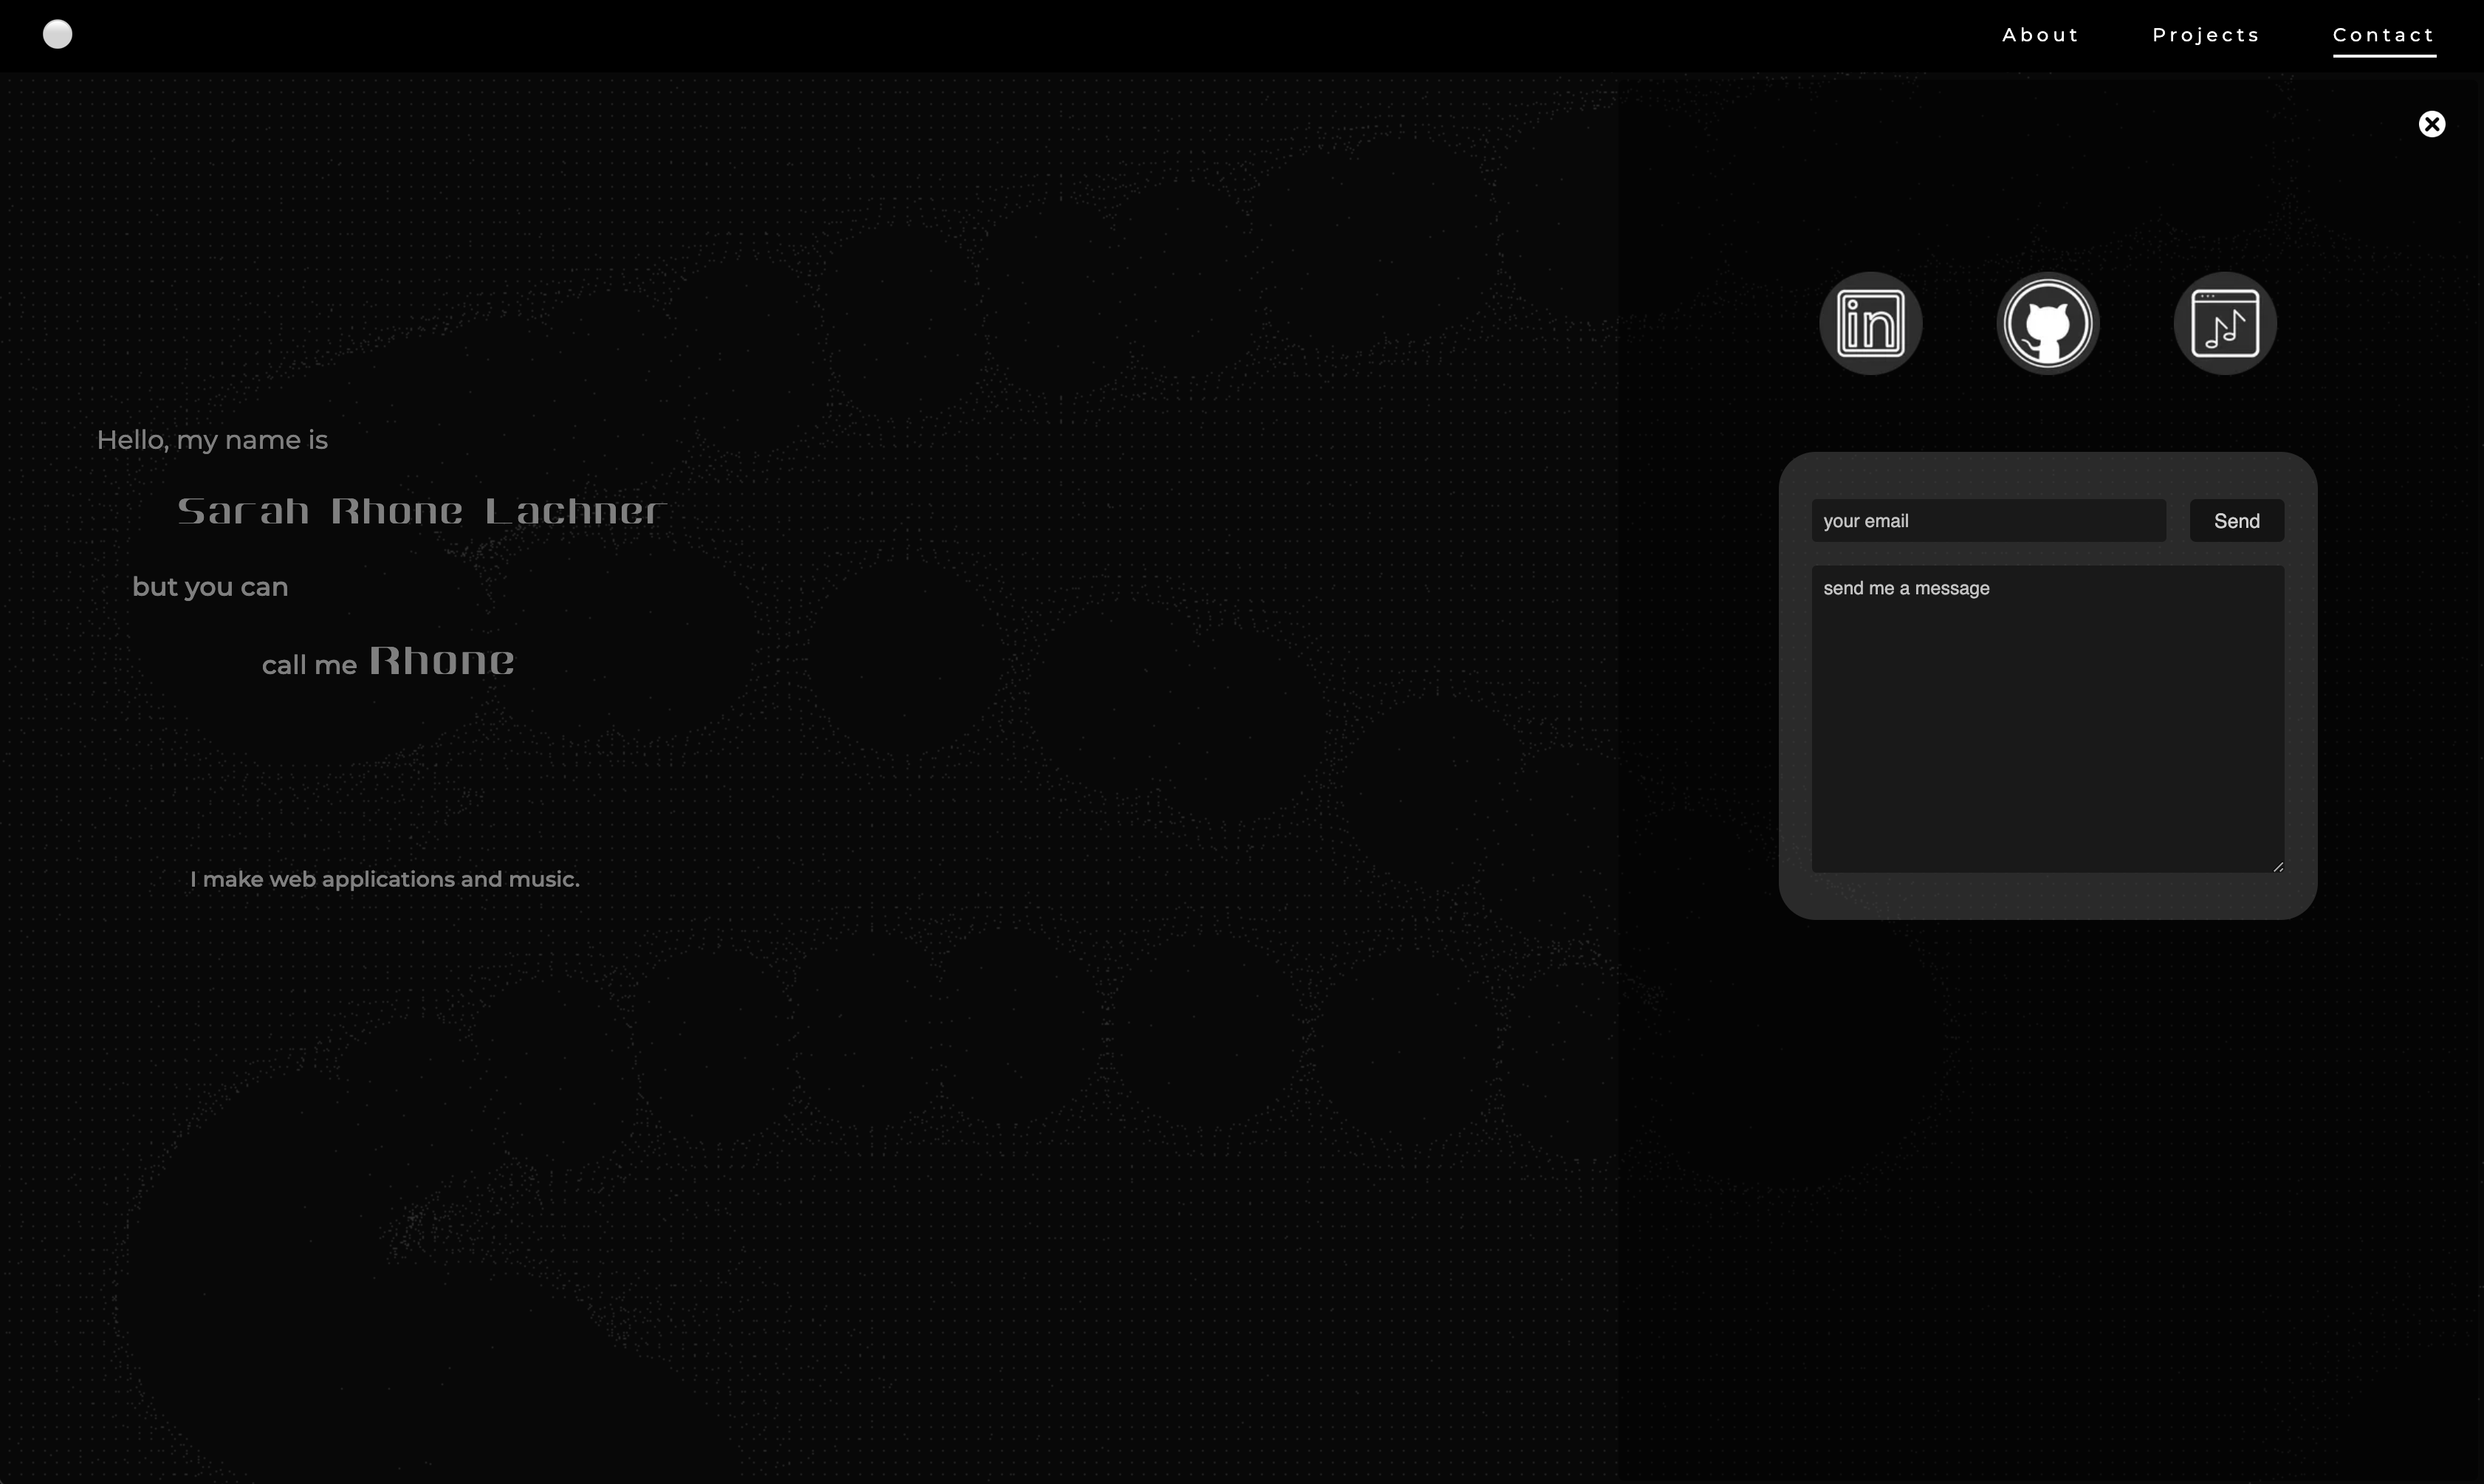 About Projects Contact
Hello, my name is
Sarah Rhone Lachner
but you can
call me Rhone
I make web applications and music.
in
your email
Send
send me a message